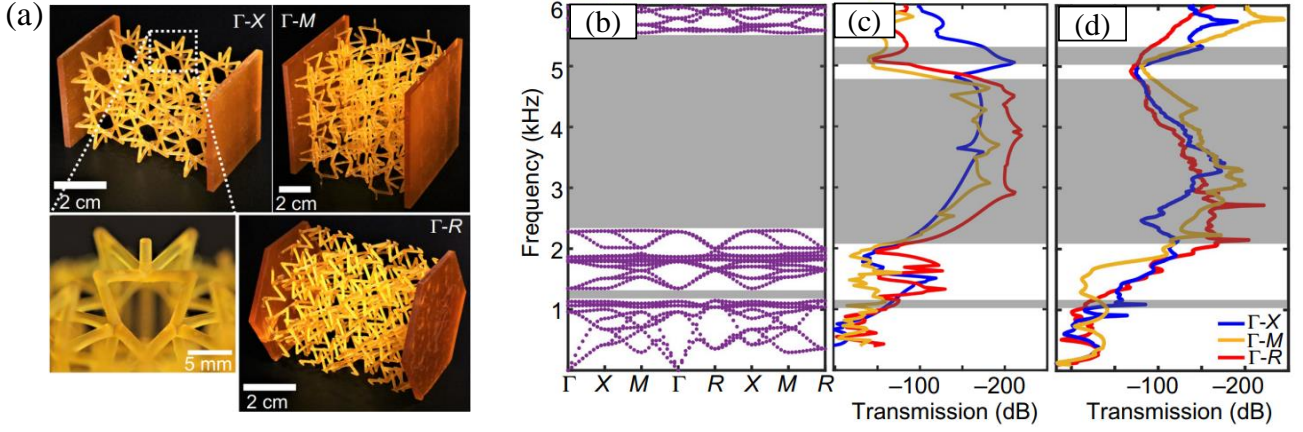 (a)
Γ-X
Γ-M
2 cm
2 cm
Γ-R
5 mm
2 cm
(b)
(c)
(d)
Frequency (kHz)
6
5
4
3
2
1
Γ X M Γ R X M R
−100 −200
Transmission (dB)
Γ-X
Γ-M
Γ-R
−100 −200
Transmission (dB)